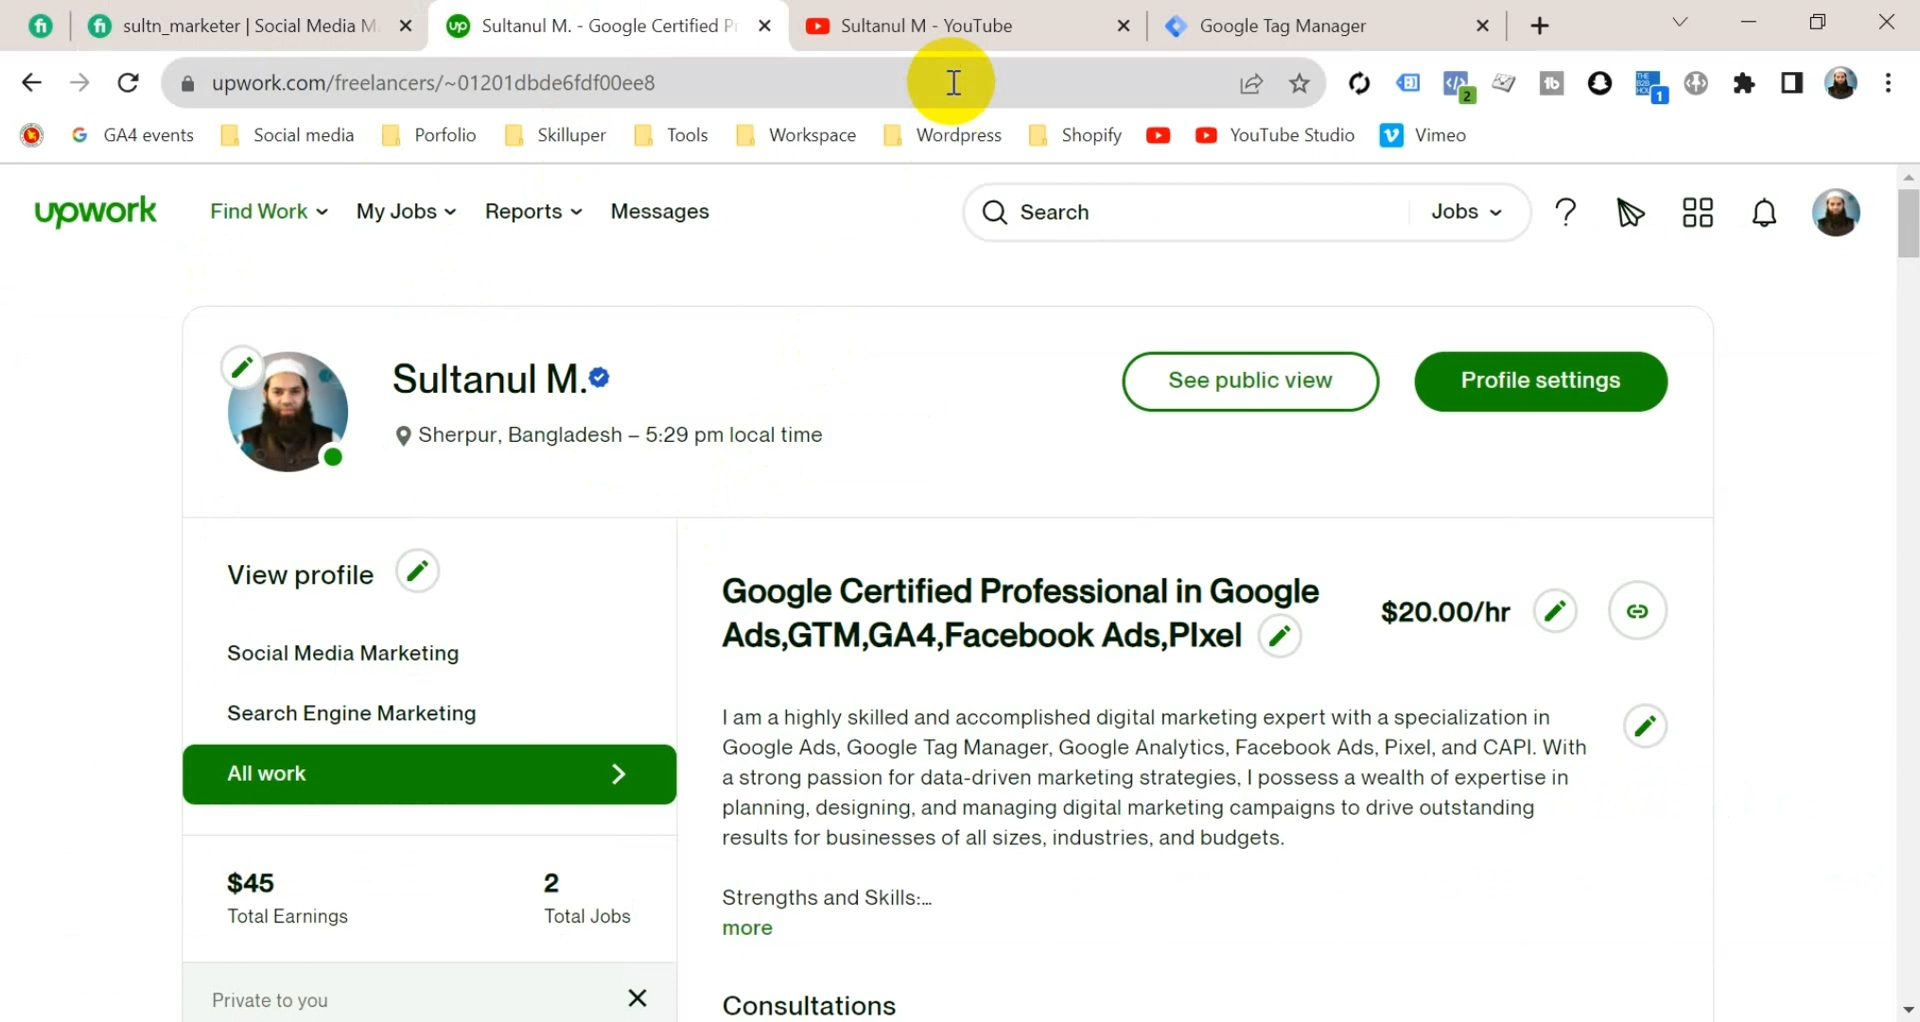 sultn_marketer | Social Media M
Sultanul M. - Google Certified P
Sultanul M - YouTube
Google Tag Manager
upwork.com/freelancers/~01201dbde6fdf00ee8
GA4 events
Social media
Porfolio
Skilluper
Tools
Workspace
Wordpress
Shopify
YouTube Studio
Vimeo
upwork
Find Work
My Jobs
Reports
Messages
Search
Jobs
Sultanul M.
See public view
Profile settings
Sherpur, Bangladesh – 5:29 pm local time
View profile
Social Media Marketing
Search Engine Marketing
All work
$45
Total Earnings
2
Total Jobs
Private to you
Google Certified Professional in Google
Ads,GTM,GA4,Facebook Ads,PIxel
$20.00/hr
I am a highly skilled and accomplished digital marketing expert with a specialization in
Google Ads, Google Tag Manager, Google Analytics, Facebook Ads, Pixel, and CAPI. With
a strong passion for data-driven marketing strategies, I possess a wealth of expertise in
planning, designing, and managing digital marketing campaigns to drive outstanding
results for businesses of all sizes, industries, and budgets.
Strengths and Skills:...
more
Consultations